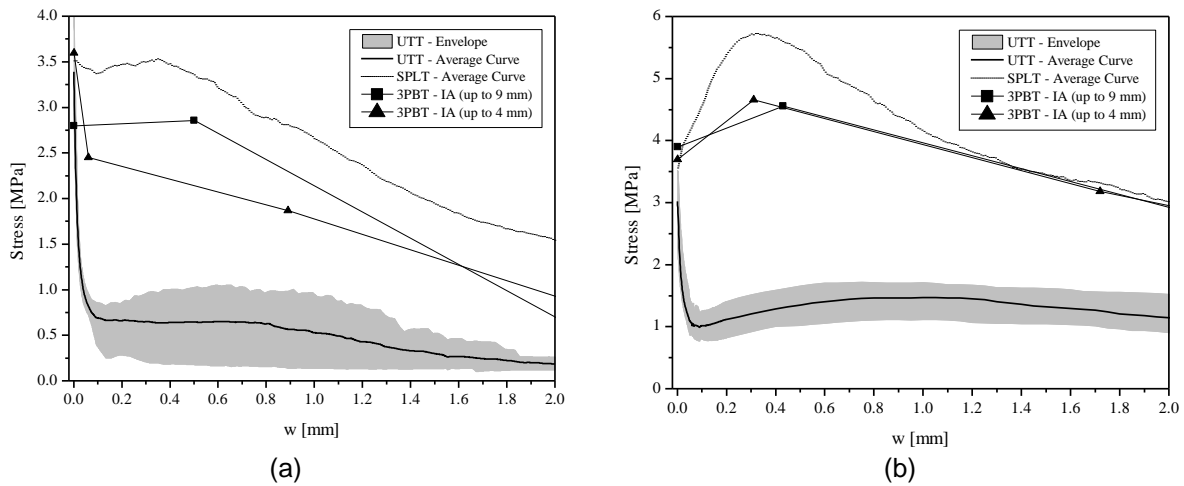 4.0
3.5
3.0
2.5
2.0
1.5
1.0
0.5
0.0
Stress [MPa]
UTT - Envelope
UTT - Average Curve
SPLT - Average Curve
3PBT - IA (up to 9 mm)
3PBT - IA (up to 4 mm)
0.0 0.2 0.4 0.6 0.8 1.0 1.2 1.4 1.6 1.8 2.0
w [mm]
(a)
6
5
4
3
2
1
0
Stress [MPa]
UTT - Envelope
UTT - Average Curve
SPLT - Average Curve
3PBT - IA (up to 9 mm)
3PBT - IA (up to 4 mm)
0.0 0.2 0.4 0.6 0.8 1.0 1.2 1.4 1.6 1.8 2.0
w [mm]
(b)